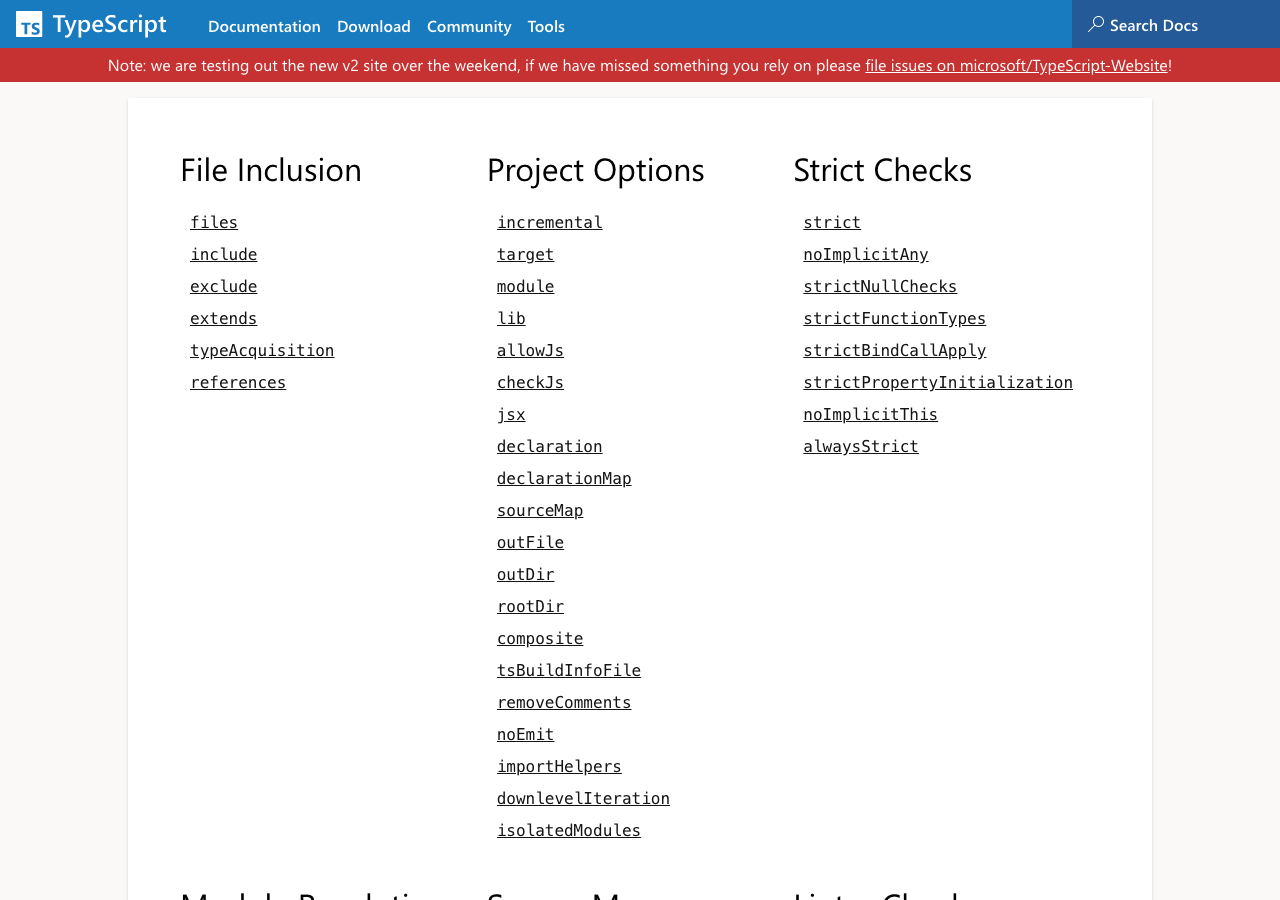 TS TypeScript
Documentation Download Community Tools
Search Docs
Note: we are testing out the new v2 site over the weekend, if we have missed something you rely on please file issues on microsoft/TypeScript-Website!
File Inclusion
files
include
exclude
extends
typeAcquisition
references
Project Options
incremental
target
module
lib
allowJs
checkJs
jsx
declaration
declarationMap
sourceMap
outFile
outDir
rootDir
composite
tsBuildInfoFile
removeComments
noEmit
importHelpers
downlevelIteration
isolatedModules
Strict Checks
strict
noImplicitAny
strictNullChecks
strictFunctionTypes
strictBindCallApply
strictPropertyInitialization
noImplicitThis
alwaysStrict